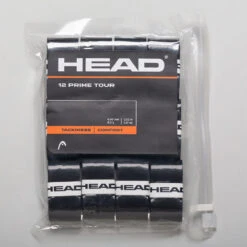 HEAD
12 PRIME TOUR
TACKINESS | COMFORT
HEAD HEAD HEAD HEAD